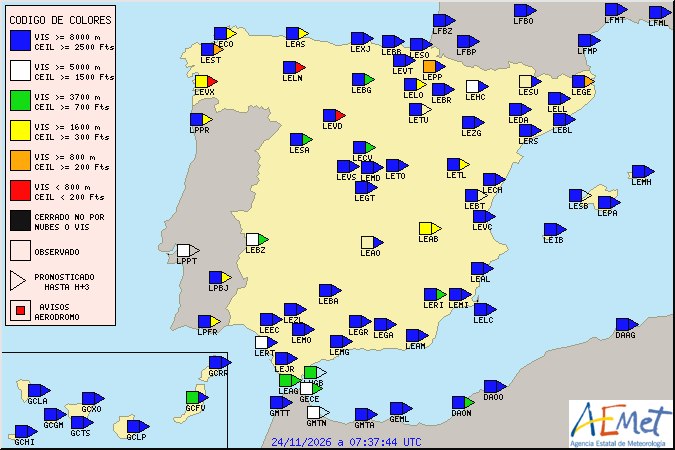 CODIGO DE COLORES
VIS >= 8000 m
CEIL >= 2500 Fts
VIS >= 5000 m
CEIL >= 1500 Fts
VIS >= 3700 m
CEIL >= 700 Fts
VIS >= 1600 m
CEIL >= 300 Fts
VIS >= 800 m
CEIL >= 200 Fts
VIS < 800 m
CEIL < 200 Fts
CERRADO NO POR
NUBES O VIS
OBSERVADO
PRONOSTICADO
HASTA H+3
AVISOS
AERODROMO
LFBO
LFMT
LFML
LFBZ
LECO
LEAS
LEXJ
LEBB
LESO
LFBP
LFMP
LEST
LEVT
LEPP
LELN
LEVX
LEBG
LELO
LEBR
LEHC
LESU
LEGE
LELL
LPPR
LEVD
LETU
LEDA
LEBL
LEZG
LERS
LESA
LECV
LEVS
LEMD
LETO
LETL
LEMH
LEGT
LECH
LEBT
LESB
LEPA
LEVC
LEIB
LEAB
LEBZ
LEAO
LPPT
LEAL
LPBJ
LEBA
LERI
LEMI
LELC
LEZL
LPFR
LEEC
LEMO
LEGR
LEGA
LEAM
DAAG
LERT
LEMG
LEJR
GCRR
LEAG
LXGB
GECE
DAOO
GCLA
GCXO
GCFV
GMTT
DAON
GCGM
GMTN
GMTA
GEML
GCTS
GCLP
GCHI
24/11/2026 a 07:37:44 UTC
AEMet
Agencia Estatal de Meteorología